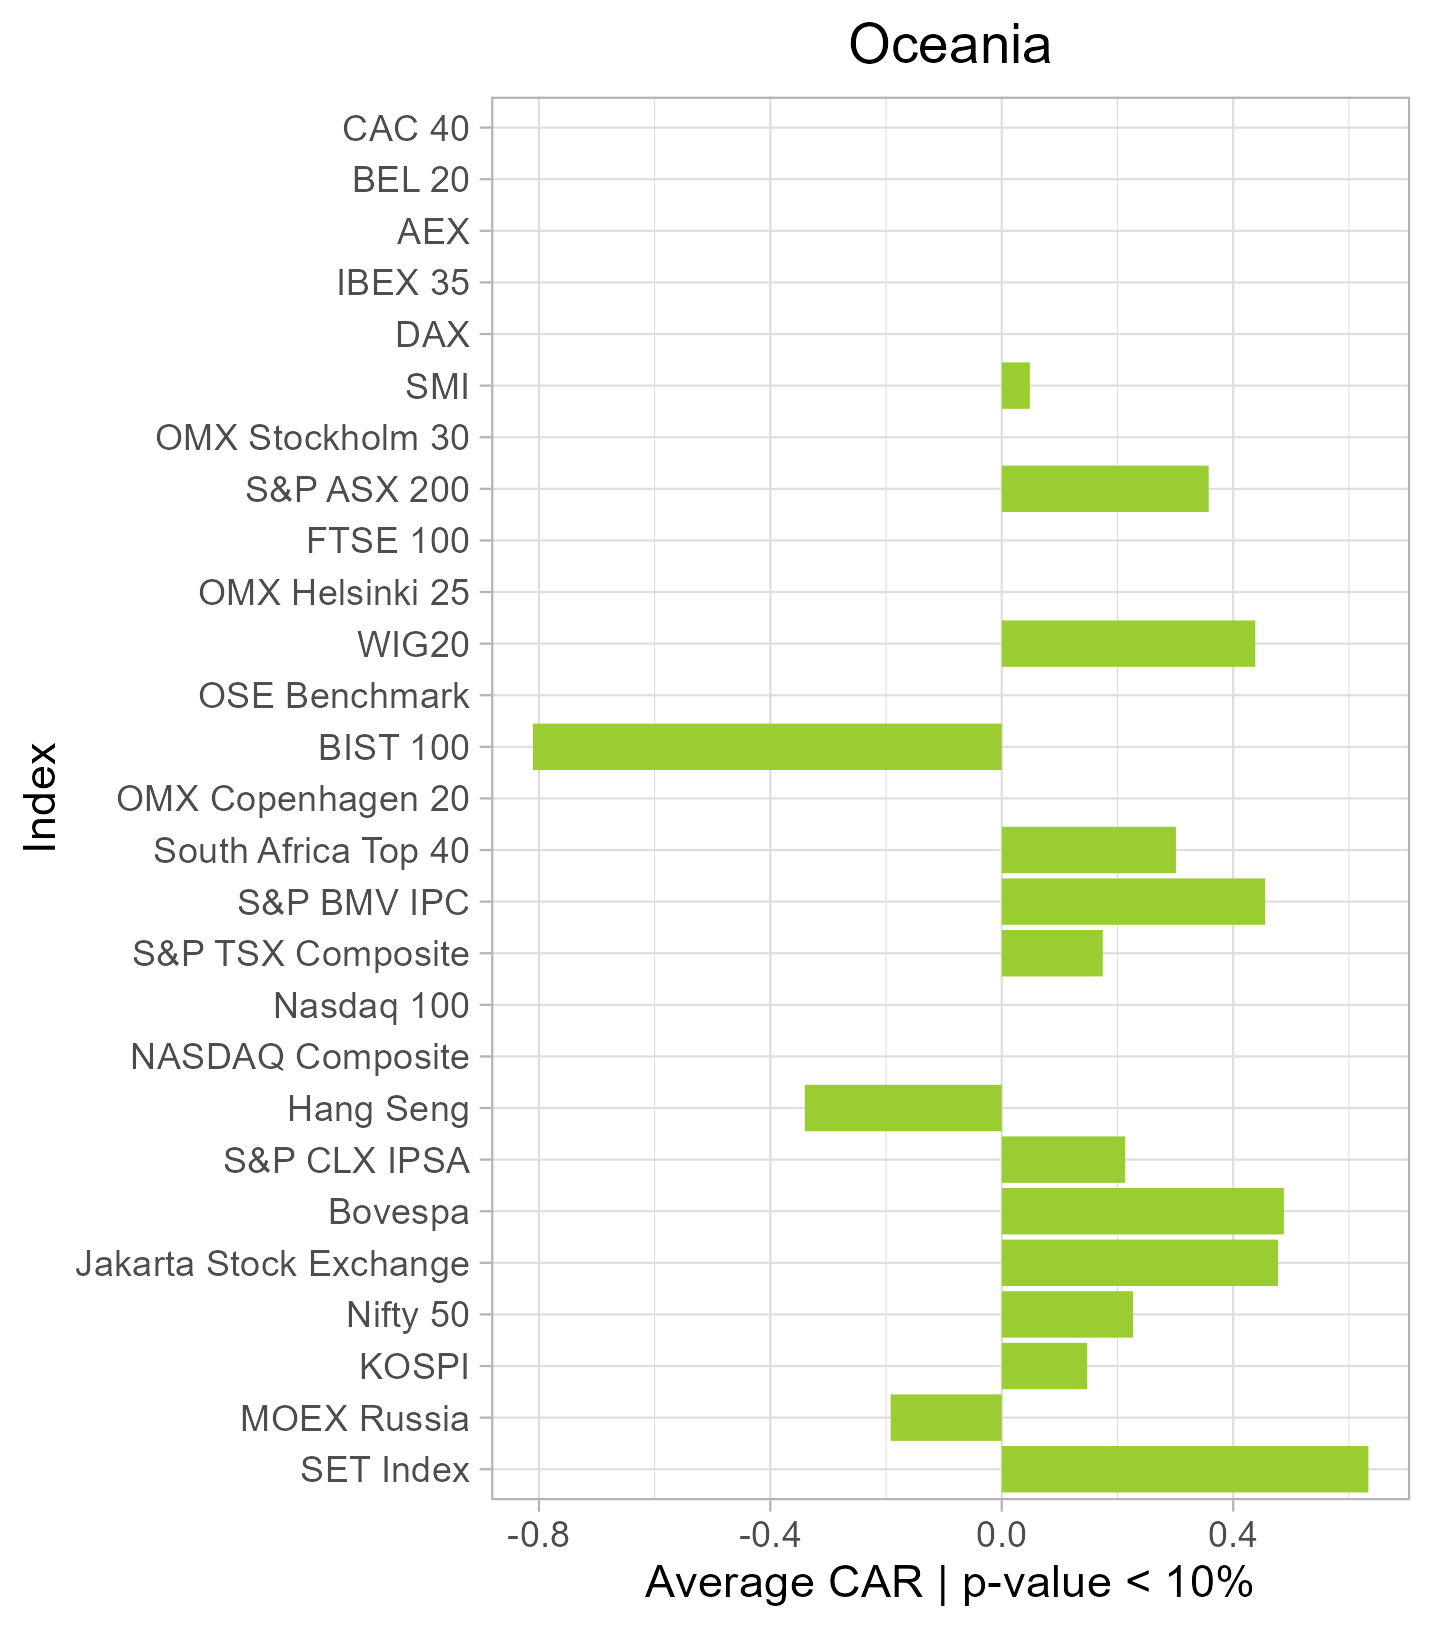 Oceania
CAC 40
BEL 20
AEX
IBEX 35
DAX
SMI
OMX Stockholm 30
S&P ASX 200
FTSE 100
OMX Helsinki 25
WIG20
OSE Benchmark
BIST 100
OMX Copenhagen 20
South Africa Top 40
S&P BMV IPC
S&P TSX Composite
Nasdaq 100
NASDAQ Composite
Hang Seng
S&P CLX IPSA
Bovespa
Jakarta Stock Exchange
Nifty 50
KOSPI
MOEX Russia
SET Index
Index
-0.8 -0.4 0.0 0.4
Average CAR | p-value < 10%